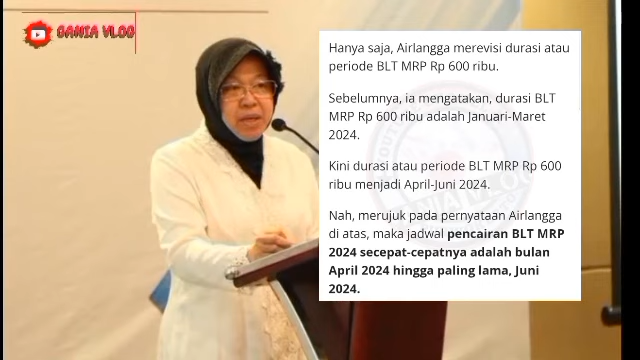 GANIA VLOG
Hanya saja, Airlangga merevisi durasi atau
periode BLT MRP Rp 600 ribu.
Sebelumnya, ia mengatakan, durasi BLT
MRP Rp 600 ribu adalah Januari-Maret
2024.
Kini durasi atau periode BLT MRP Rp 600
ribu menjadi April-Juni 2024.
Nah, merujuk pada pernyataan Airlangga
di atas, maka jadwal pencairan BLT MRP
2024 secepat-cepatnya adalah bulan
April 2024 hingga paling lama, Juni
2024.